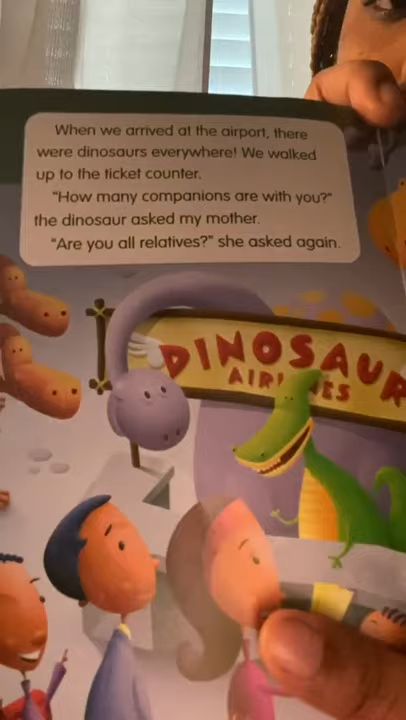 When we arrived at the airport, there
were dinosaurs everywhere! We walked
up to the ticket counter.
"How many companions are with you?"
the dinosaur asked my mother.
"Are you all relatives?" she asked again.
DINOSAUR